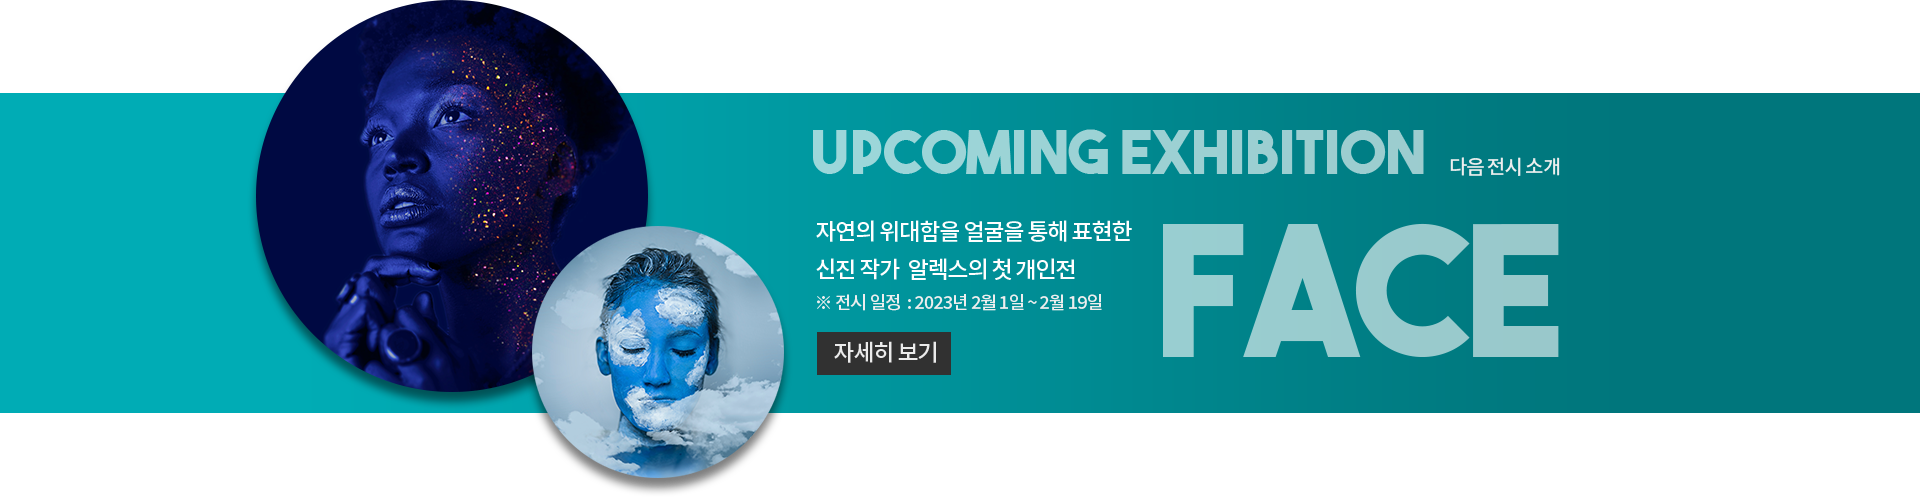 UPCOMING EXHIBITION 다음 전시 소개
자연의 위대함을 얼굴을 통해 표현한
신진 작가 알렉스의 첫 개인전
※ 전시 일정 : 2023년 2월 1일 ~ 2월 19일
자세히 보기
FACE